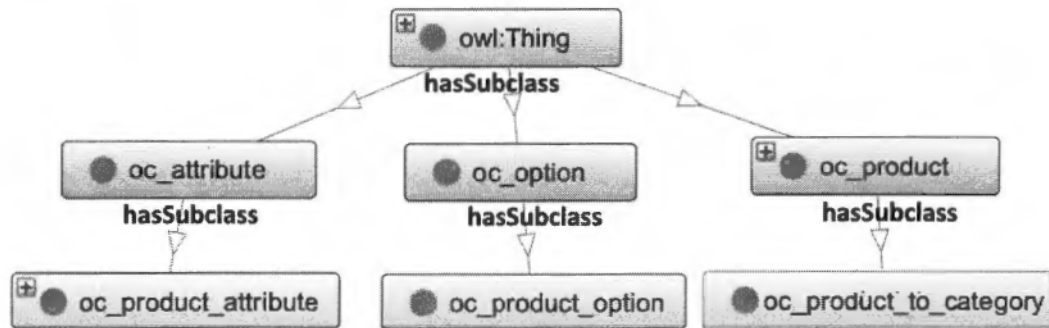 owl:Thing
hasSubclass
oc_attribute
oc_option
oc_product
hasSubclass
hasSubclass
hasSubclass
oc_product_attribute
oc_product_option
oc_product_to_category